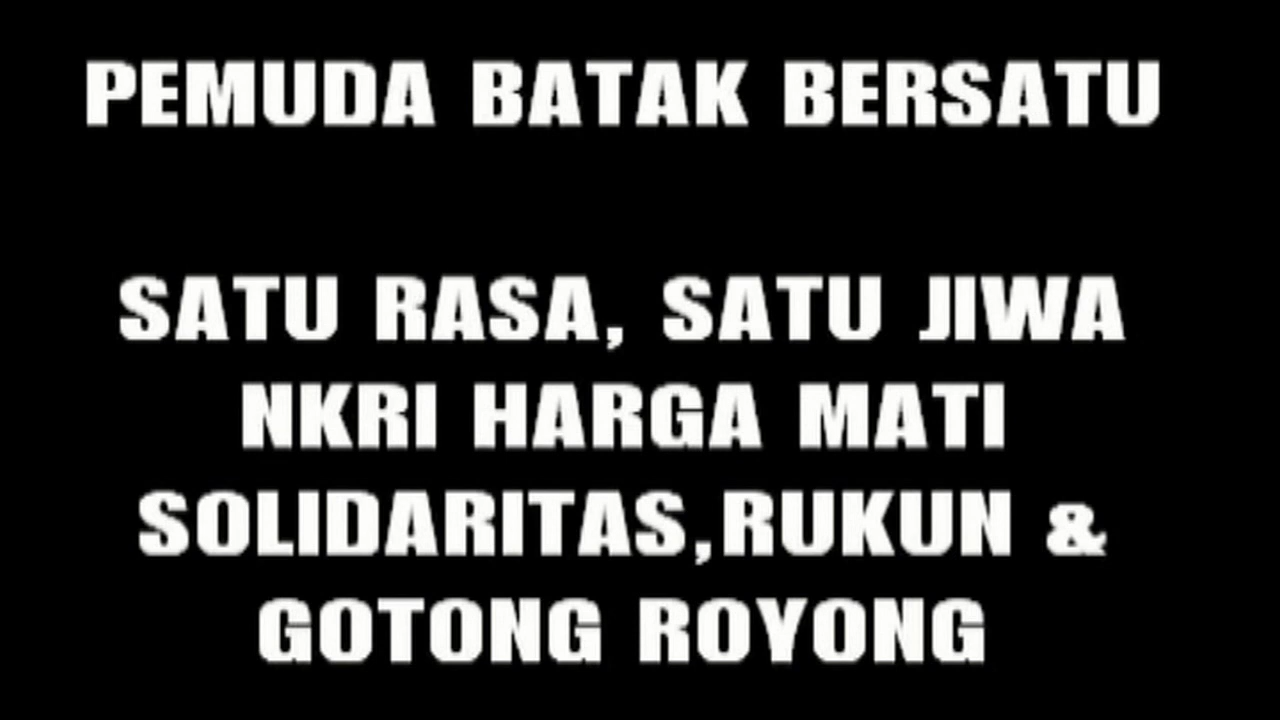 PEMUDA BATAK BERSATU
SATU RASA, SATU JIWA
NKRI HARGA MATI
SOLIDARITAS,RUKUN &
GOTONG ROYONG